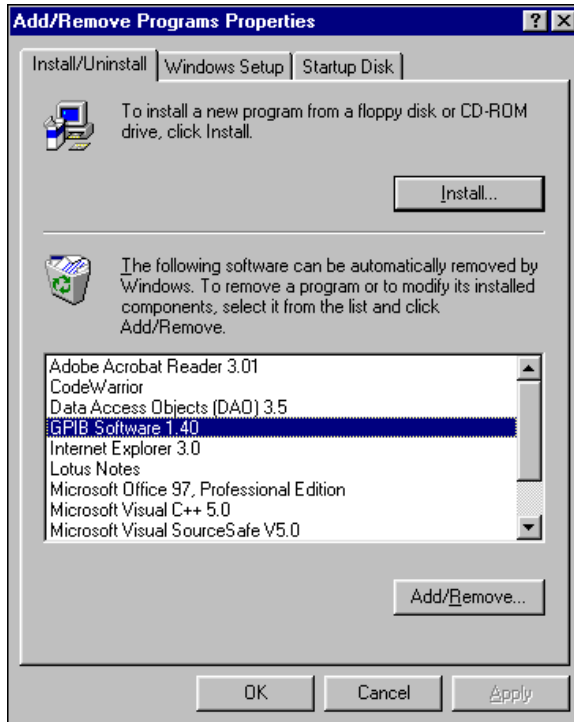 Add/Remove Programs Properties
Install/Uninstall
Windows Setup
Startup Disk
To install a new program from a floppy disk or CD-ROM
drive, click Install.
Install...
The following software can be automatically removed by
Windows. To remove a program or to modify its installed
components, select it from the list and click
Add/Remove.
Adobe Acrobat Reader 3.01
CodeWarrior
Data Access Objects (DAO) 3.5
GPIB Software 1.40
Internet Explorer 3.0
Lotus Notes
Microsoft Office 97, Professional Edition
Microsoft Visual C++ 5.0
Microsoft Visual SourceSafe V5.0
Add/Remove...
OK
Cancel
Apply